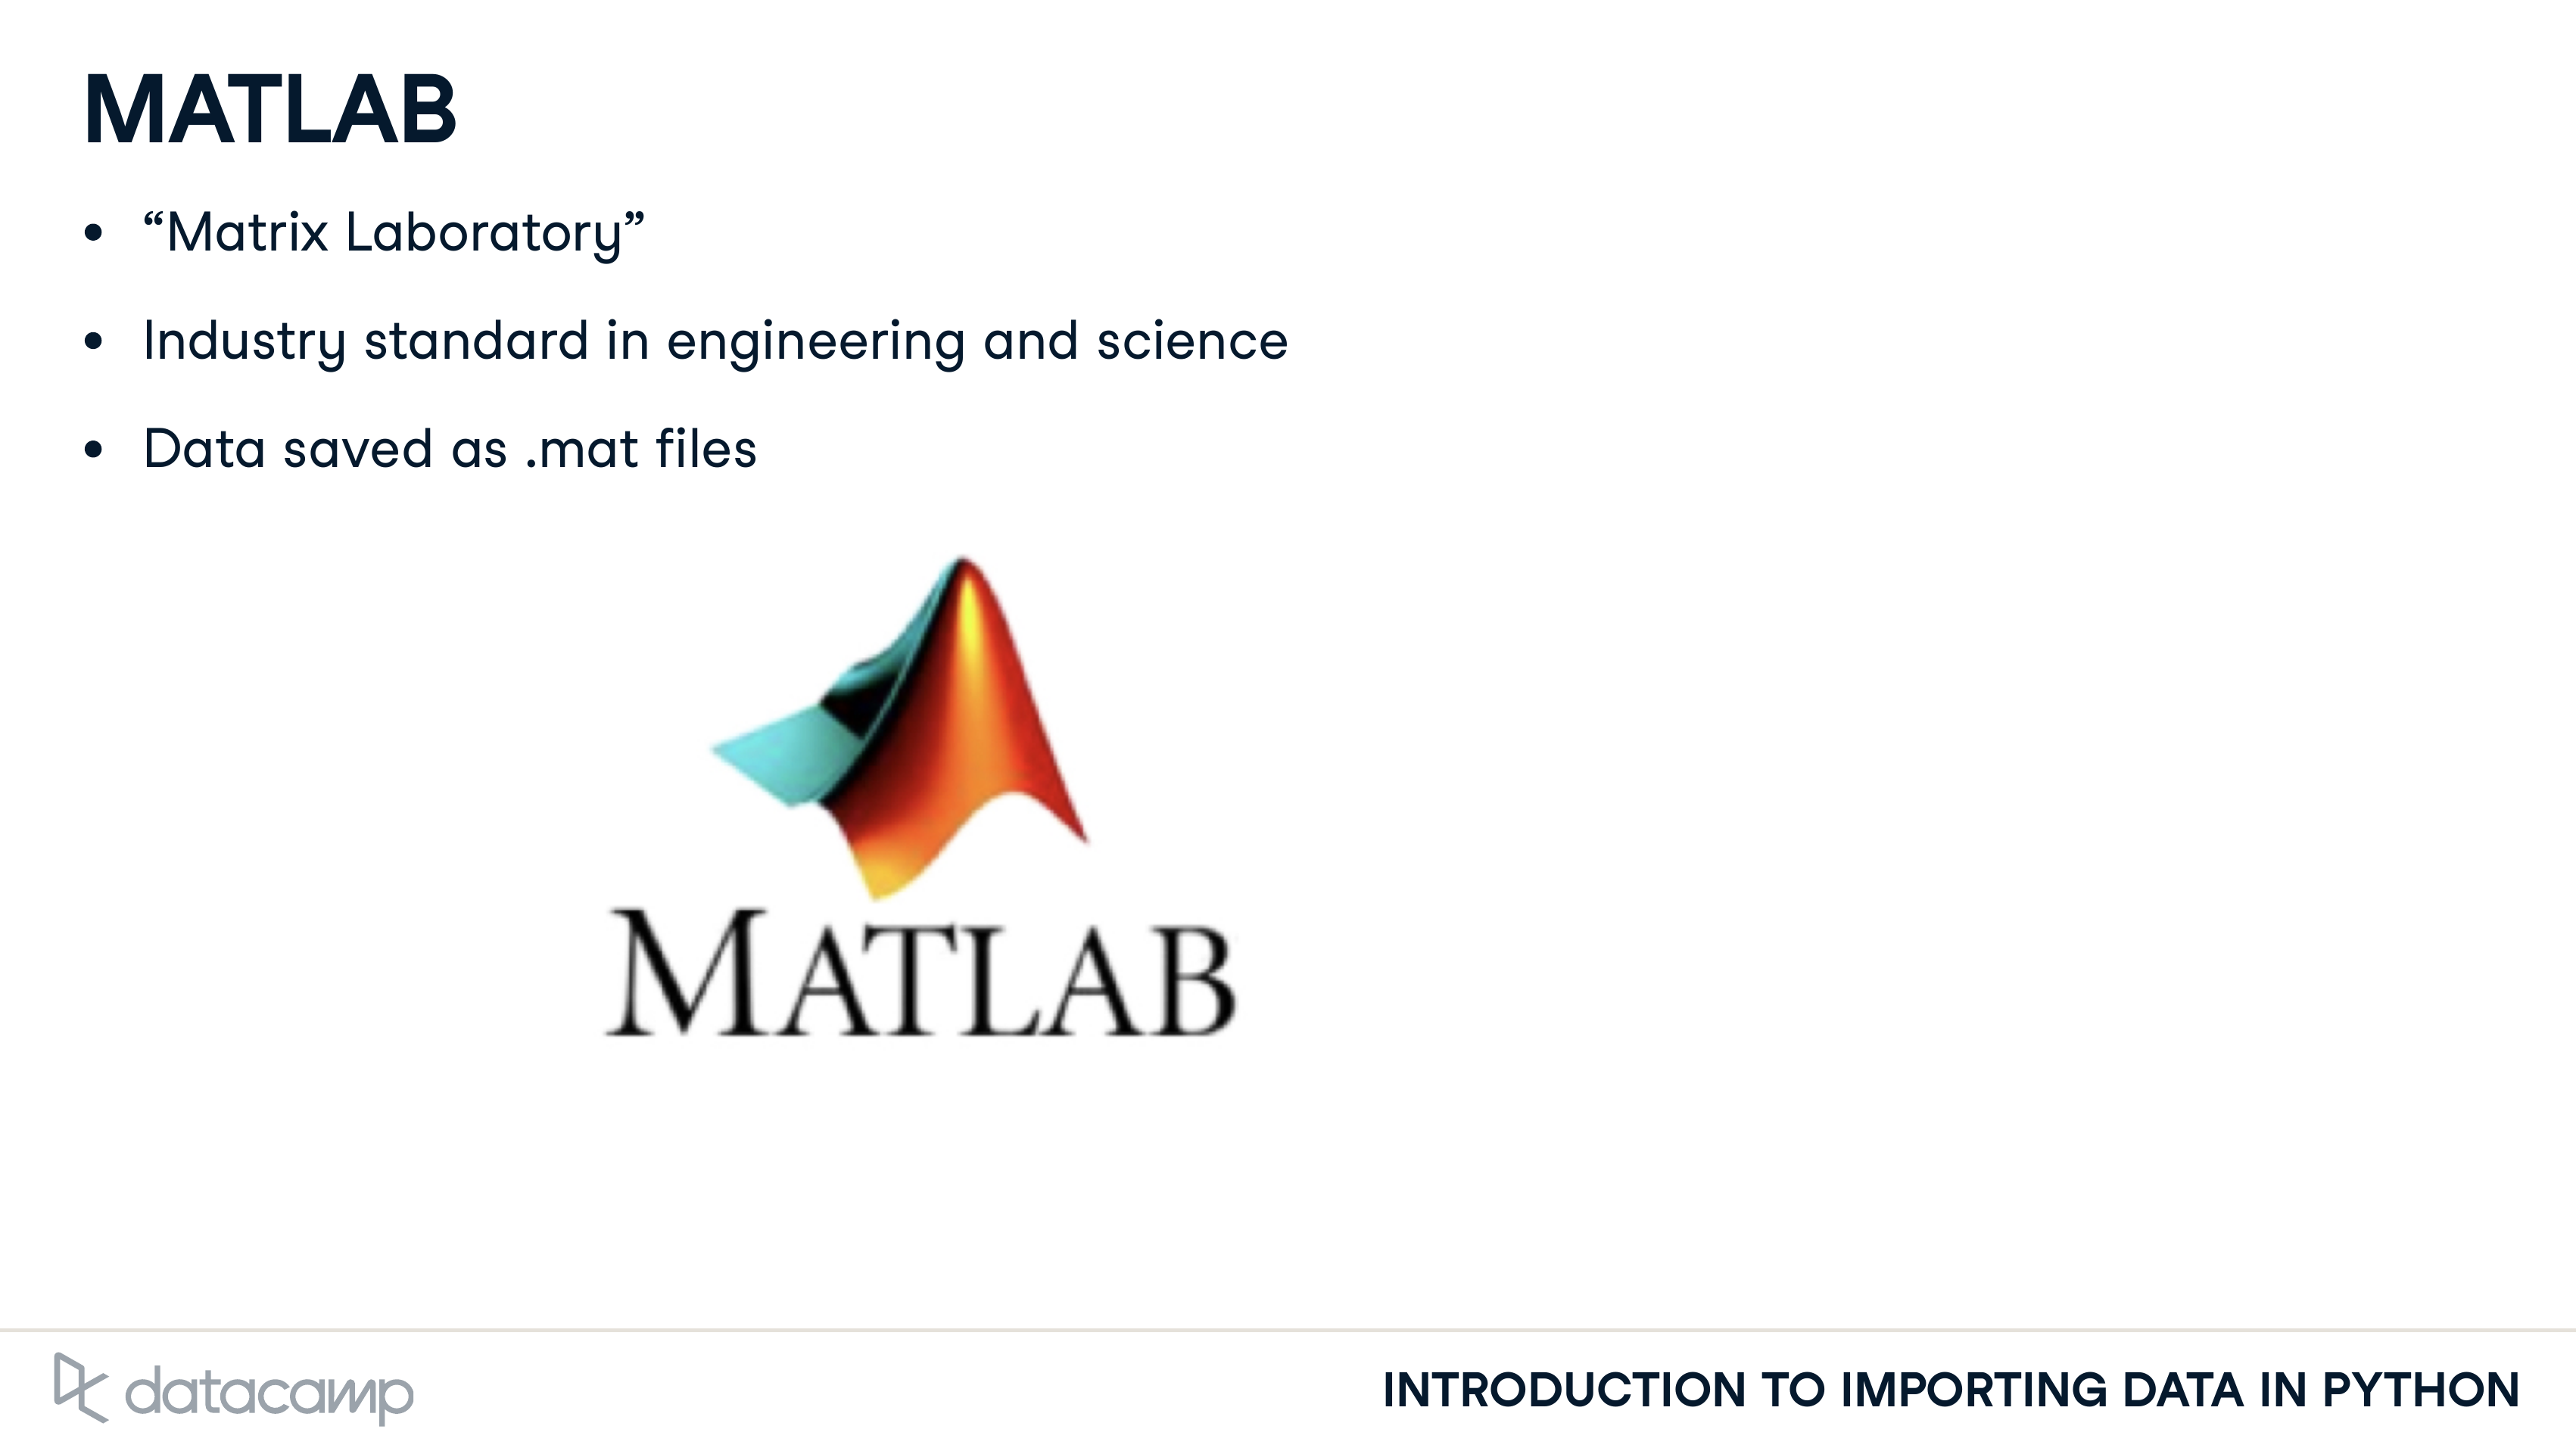 MATLAB
• “Matrix Laboratory”
• Industry standard in engineering and science
• Data saved as .mat files
MATLAB
datacamp
INTRODUCTION TO IMPORTING DATA IN PYTHON